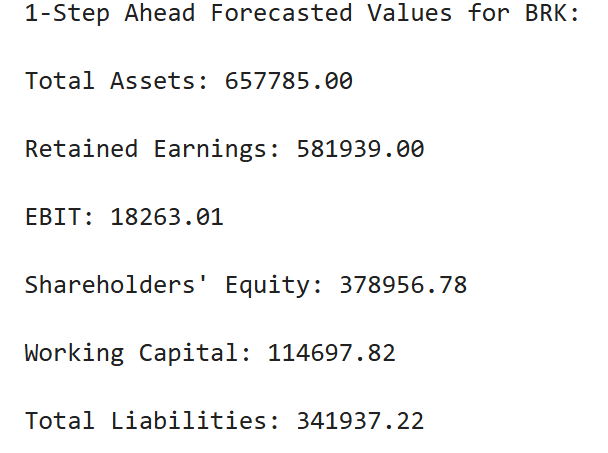 1-Step Ahead Forecasted Values for BRK:
Total Assets: 657785.00
Retained Earnings: 581939.00
EBIT: 18263.01
Shareholders' Equity: 378956.78
Working Capital: 114697.82
Total Liabilities: 341937.22